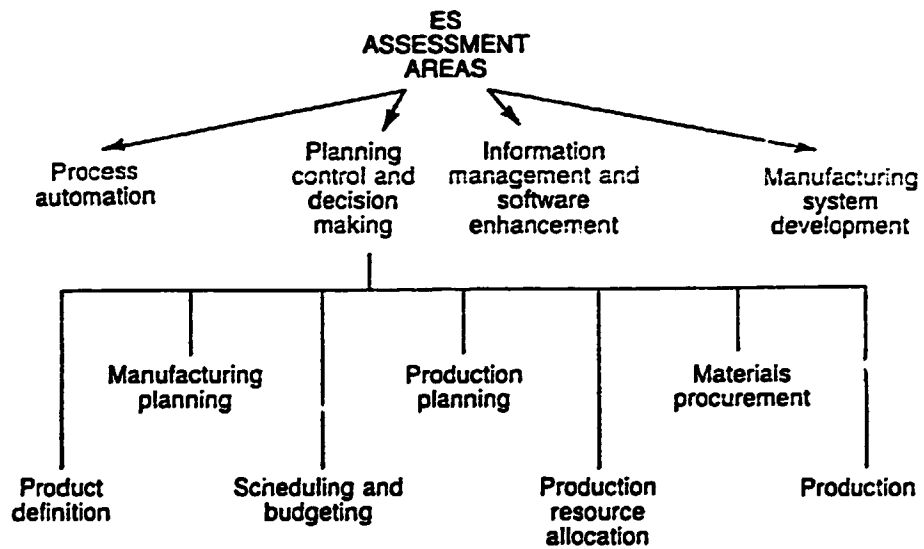 ES
ASSESSMENT
AREAS
Process
automation
Planning
control and
decision
making
Information
management and
software
enhancement
Manufacturing
system
development
Manufacturing
planning
Production
planning
Materials
procurement
Product
definition
Scheduling and
budgeting
Production
resource
allocation
Production